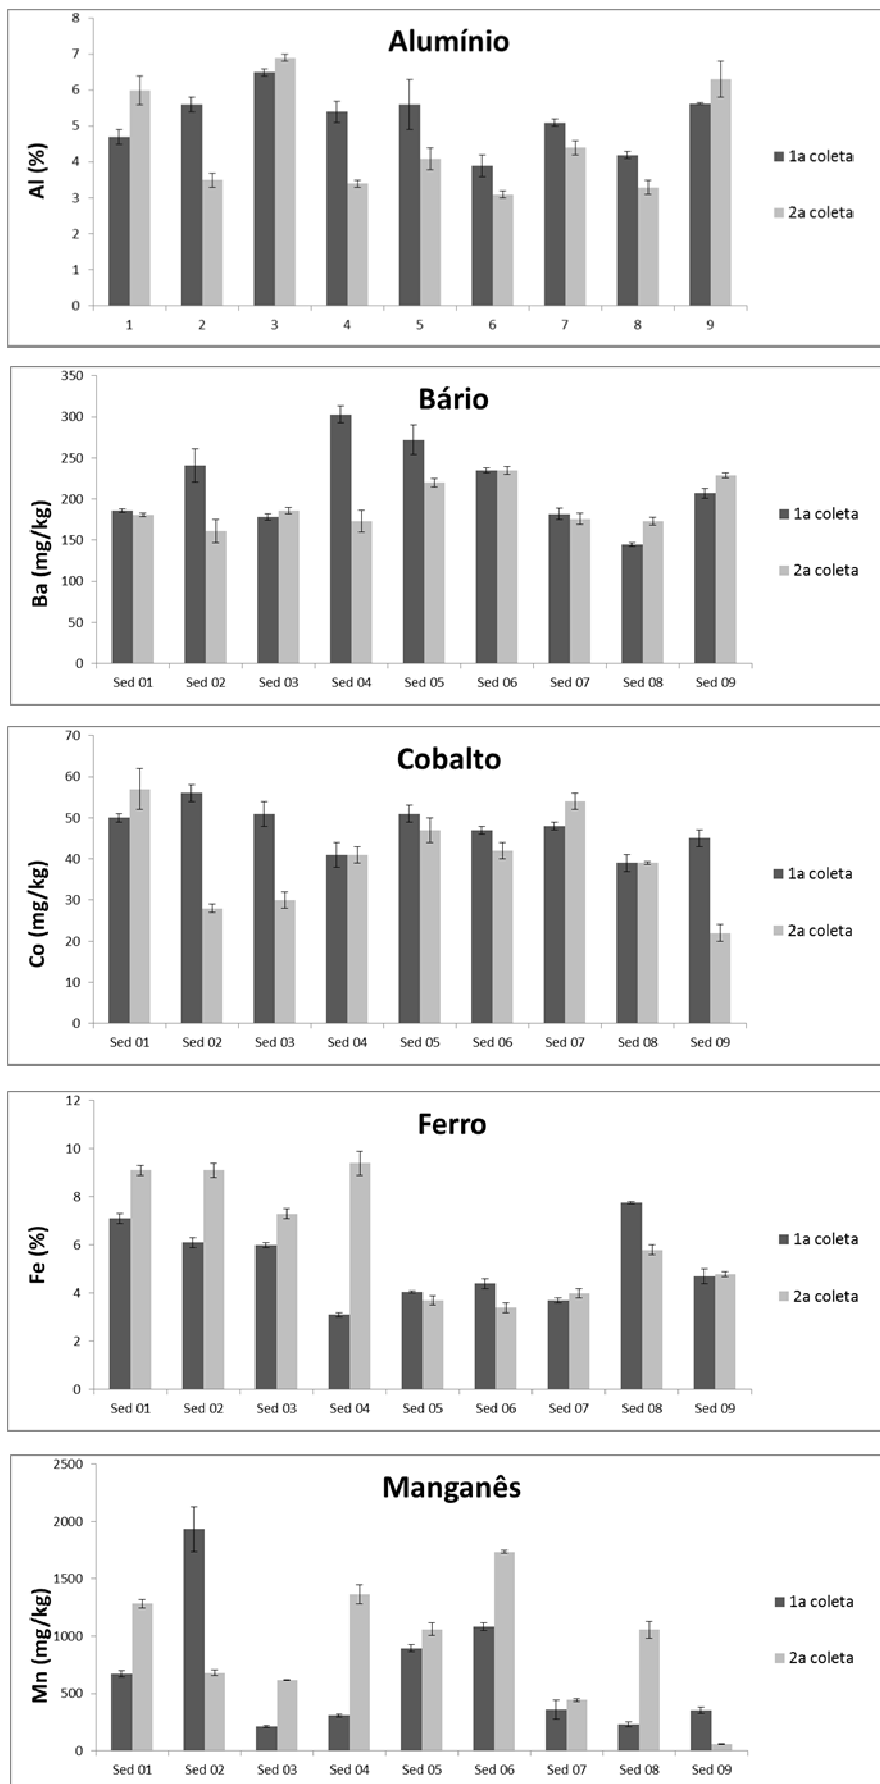 Alumínio
8
7
6
5
4
3
2
1
0
Al (%)
1 2 3 4 5 6 7 8 9
1a coleta
2a coleta
Bário
350
300
250
200
150
100
50
0
Ba (mg/kg)
Sed 01 Sed 02 Sed 03 Sed 04 Sed 05 Sed 06 Sed 07 Sed 08 Sed 09
1a coleta
2a coleta
Cobalto
70
60
50
40
30
20
10
0
Co (mg/kg)
Sed 01 Sed 02 Sed 03 Sed 04 Sed 05 Sed 06 Sed 07 Sed 08 Sed 09
1a coleta
2a coleta
Ferro
12
10
8
6
4
2
0
Fe (%)
Sed 01 Sed 02 Sed 03 Sed 04 Sed 05 Sed 06 Sed 07 Sed 08 Sed 09
1a coleta
2a coleta
Manganês
2500
2000
1500
1000
500
0
Mn (mg/kg)
Sed 01 Sed 02 Sed 03 Sed 04 Sed 05 Sed 06 Sed 07 Sed 08 Sed 09
1a coleta
2a coleta